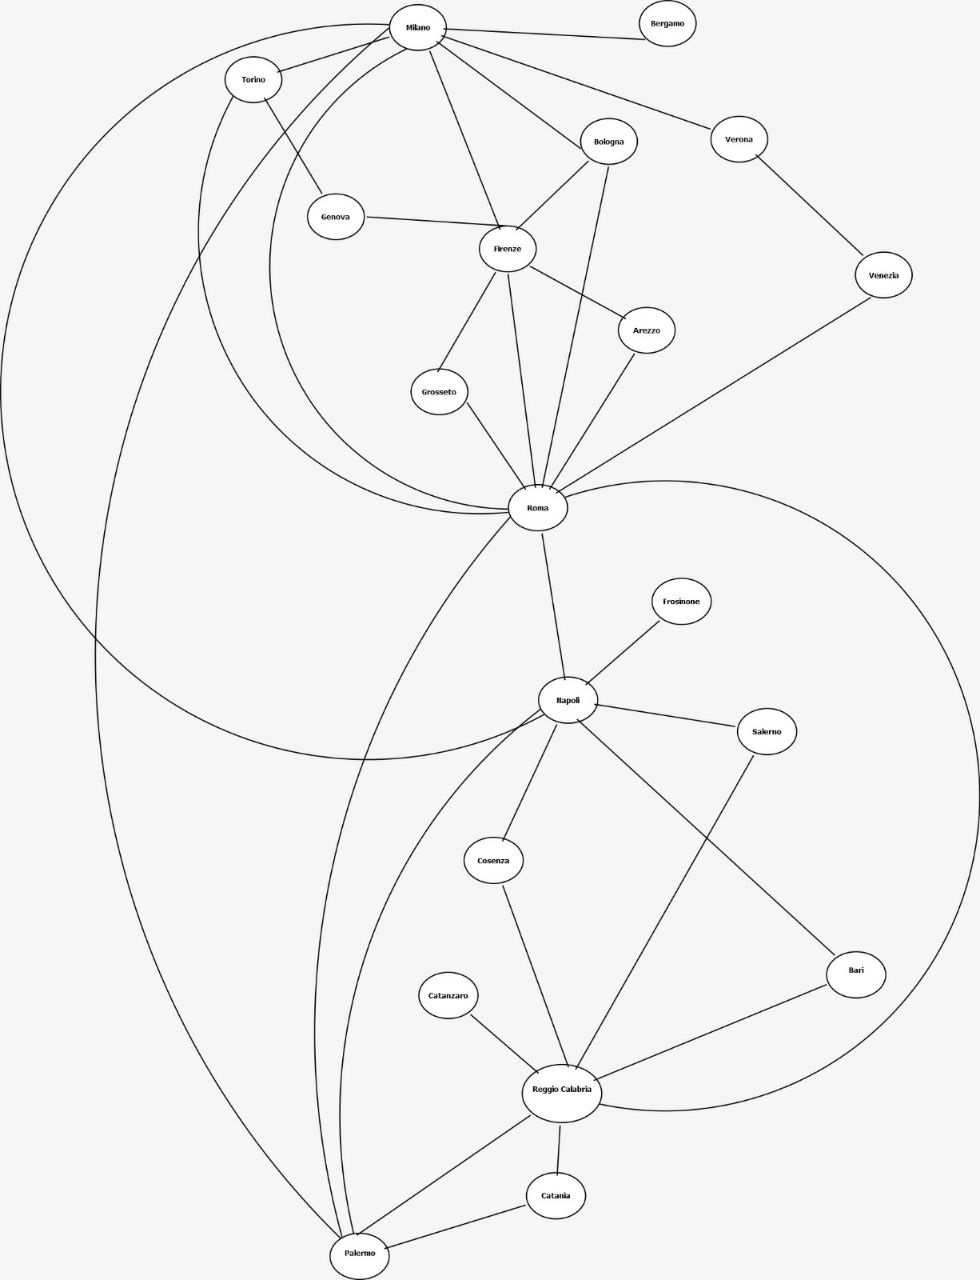 Bergamo
Milano
Torino
Verona
Bologna
Genova
Firenze
Venezia
Arezzo
Grosseto
Roma
Frosinone
Napoli
Salerno
Cosenza
Bari
Catanzaro
Reggio Calabria
Catania
Palermo